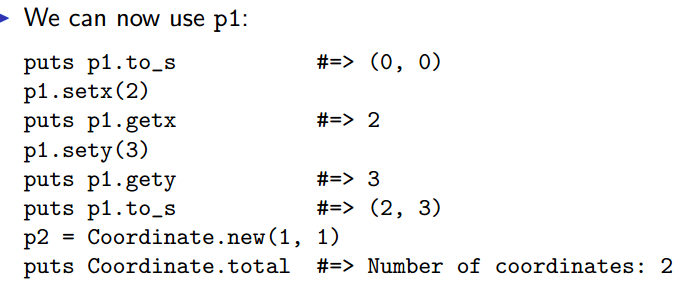 We can now use p1:
puts p1.to_s #=> (0, 0)
p1.setx(2)
puts p1.getx #=> 2
p1.sety(3)
puts p1.gety #=> 3
puts p1.to_s #=> (2, 3)
p2 = Coordinate.new(1, 1)
puts Coordinate.total #=> Number of coordinates: 2